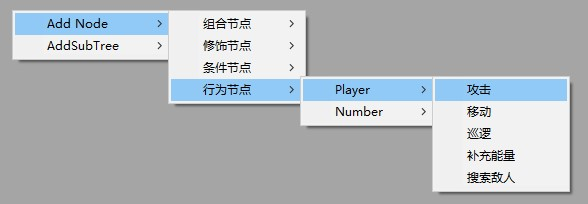 Add Node
AddSubTree
组合节点
修饰节点
条件节点
行为节点
Player
Number
攻击
移动
巡逻
补充能量
搜索敌人